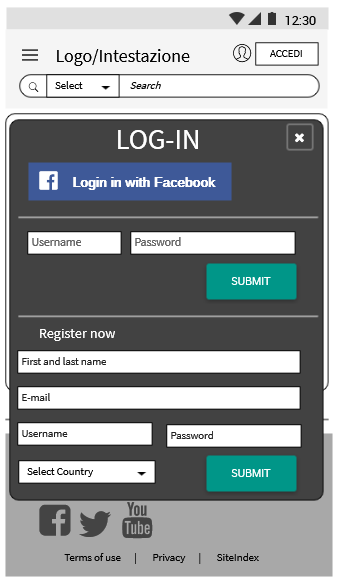 12:30
Logo/Intestazione ACCEDI
Select Search
LOG-IN
Login in with Facebook
Username Password
SUBMIT
Register now
First and last name
E-mail
Username Password
Select Country SUBMIT
You
Tube
Terms of use | Privacy | SiteIndex